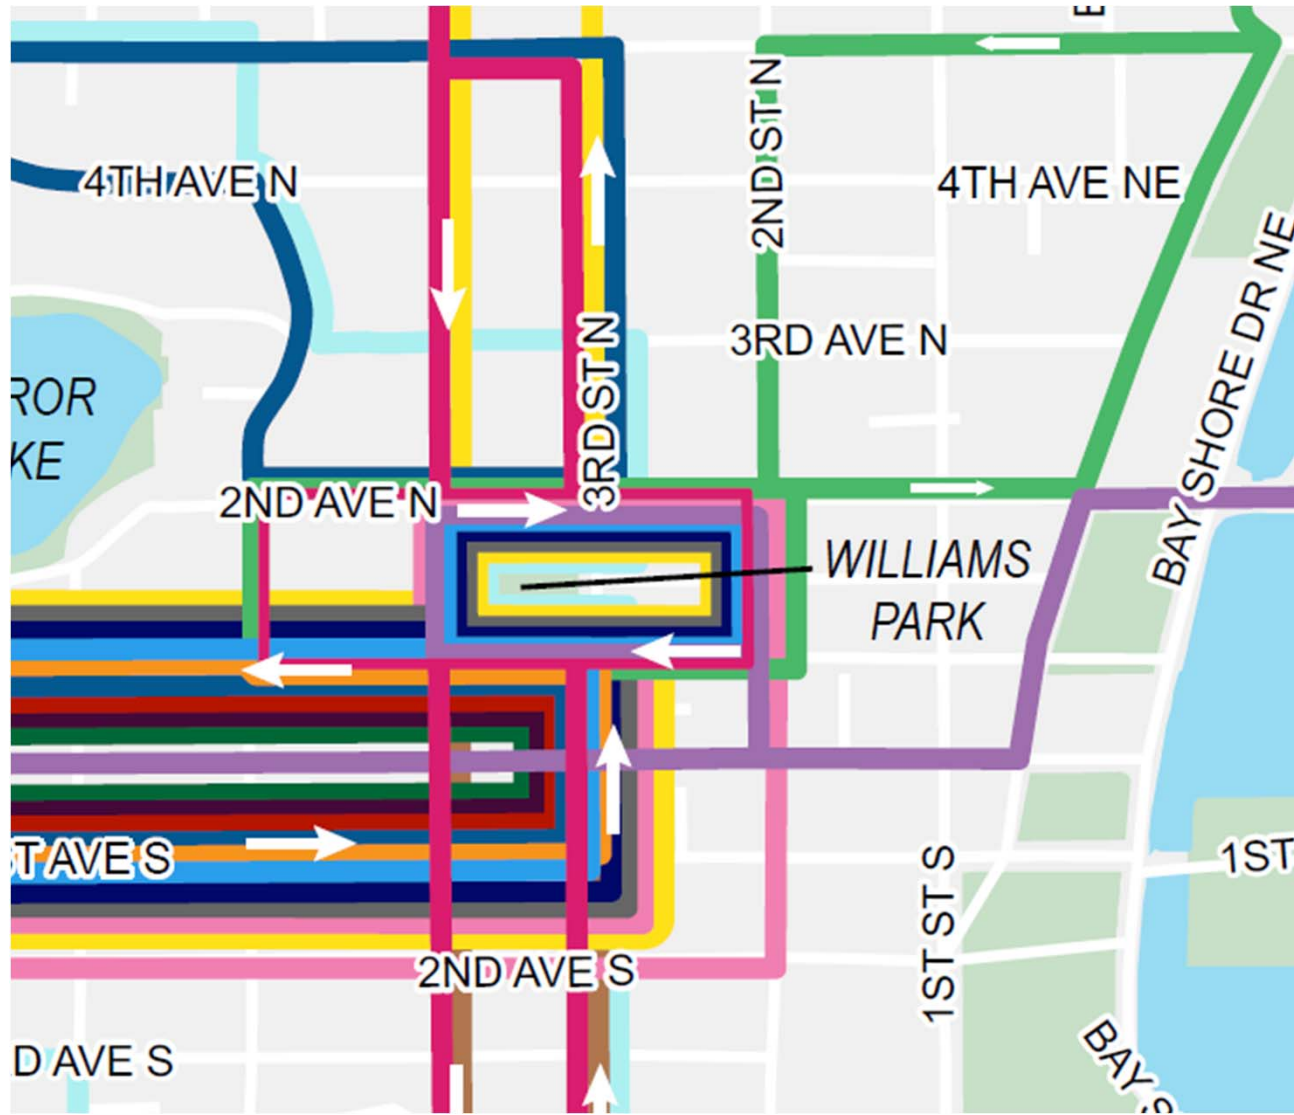 4TH AVE N
2ND ST N
4TH AVE NE
3RD AVE N
3RD ST N
BAY SHORE DR NE
ROR
KE
2ND AVE N
WILLIAMS
PARK
T AVE S
1ST
1ST ST S
2ND AVE S
D AVE S
BAY S